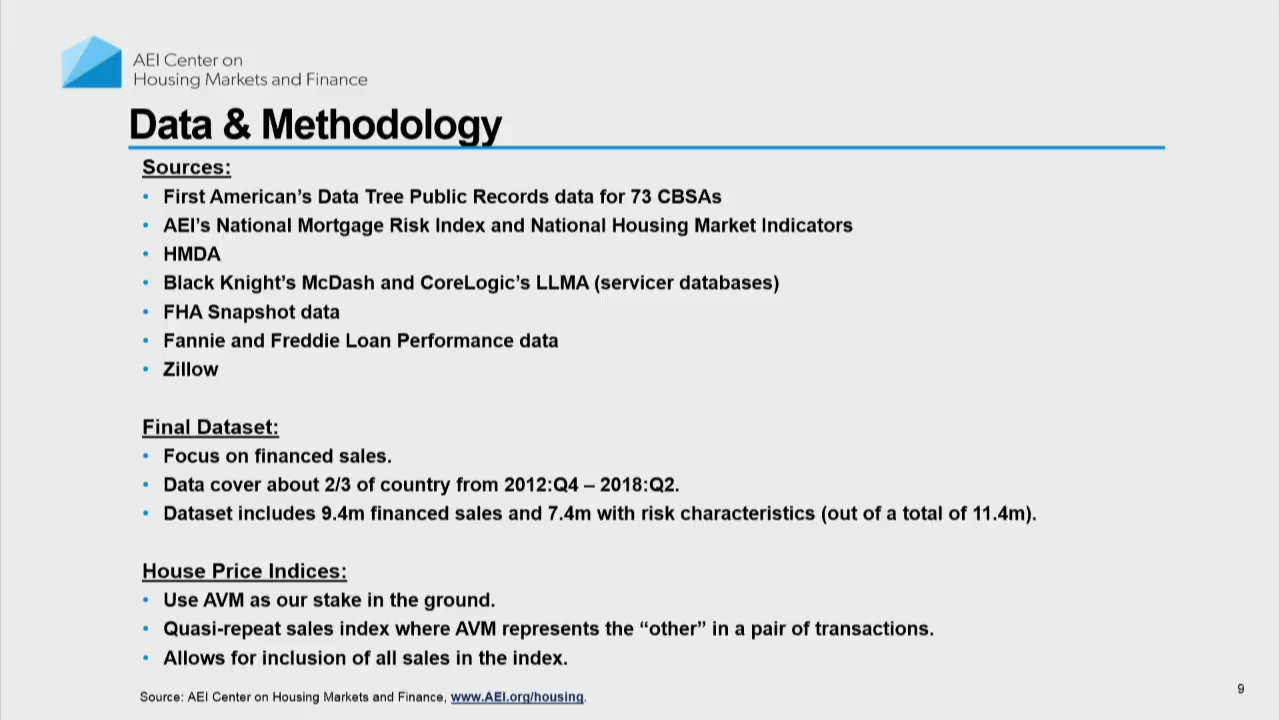 AEI Center on
Housing Markets and Finance
Data & Methodology
Sources:
• First American’s Data Tree Public Records data for 73 CBSAs
• AEI’s National Mortgage Risk Index and National Housing Market Indicators
• HMDA
• Black Knight’s McDash and CoreLogic’s LLMA (servicer databases)
• FHA Snapshot data
• Fannie and Freddie Loan Performance data
• Zillow
Final Dataset:
• Focus on financed sales.
• Data cover about 2/3 of country from 2012:Q4 – 2018:Q2.
• Dataset includes 9.4m financed sales and 7.4m with risk characteristics (out of a total of 11.4m).
House Price Indices:
• Use AVM as our stake in the ground.
• Quasi-repeat sales index where AVM represents the “other” in a pair of transactions.
• Allows for inclusion of all sales in the index.
Source: AEI Center on Housing Markets and Finance, www.AEI.org/housing.
9